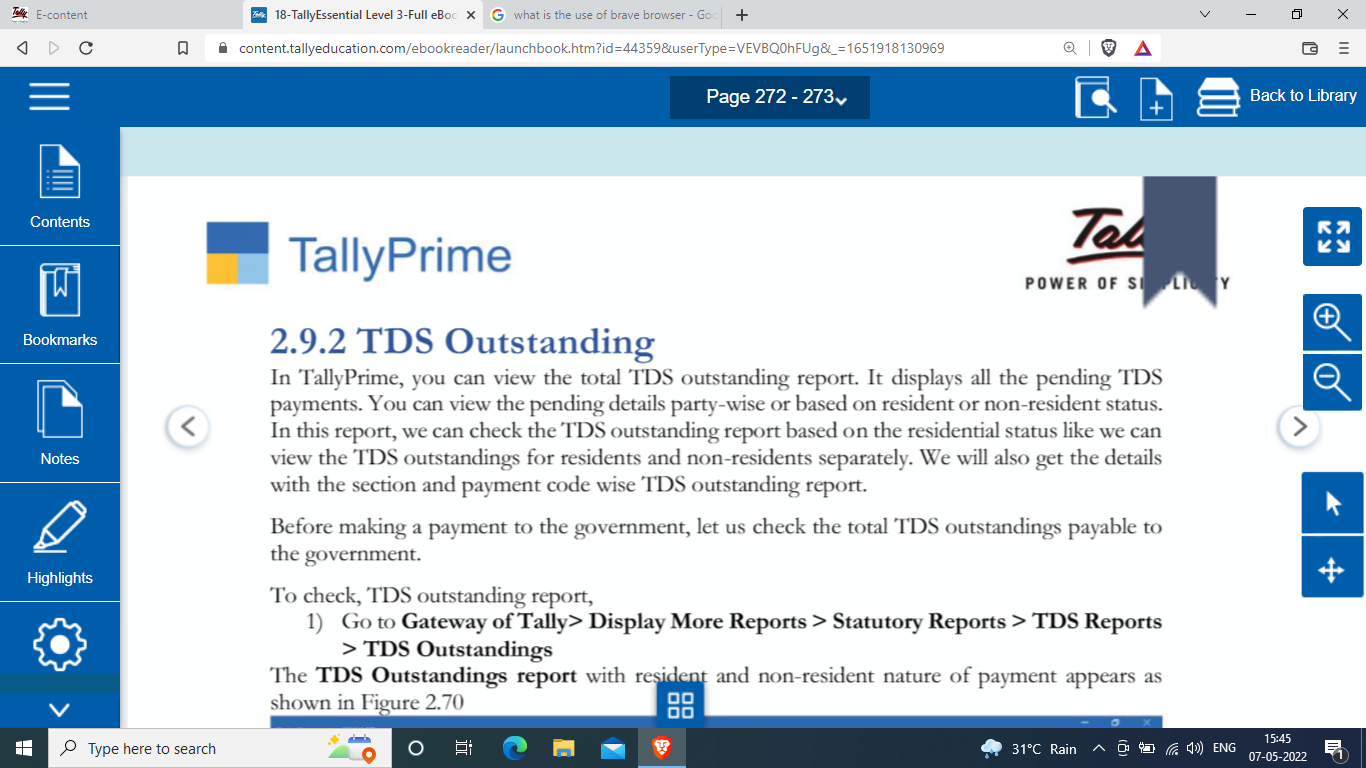 E-content
18-TallyEssential Level 3-Full eBoo
what is the use of brave browser - Goo
content.tallyeducation.com/ebookreader/launchbook.htm?id=44359&userType=VEVBQ0hFUg&_=1651918130969
Page 272 - 273
Back to Library
Contents
Bookmarks
Notes
Highlights
TallyPrime
Tal
POWER OF SIMPLICITY
2.9.2 TDS Outstanding
In TallyPrime, you can view the total TDS outstanding report. It displays all the pending TDS
payments. You can view the pending details party-wise or based on resident or non-resident status.
In this report, we can check the TDS outstanding report based on the residential status like we can
view the TDS outstandings for residents and non-residents separately. We will also get the details
with the section and payment code wise TDS outstanding report.
Before making a payment to the government, let us check the total TDS outstandings payable to
the government.
To check, TDS outstanding report,
1) Go to Gateway of Tally> Display More Reports > Statutory Reports > TDS Reports
> TDS Outstandings
The TDS Outstandings report with resident and non-resident nature of payment appears as
shown in Figure 2.70
Type here to search
31°C Rain
ENG
15:45
07-05-2022
1